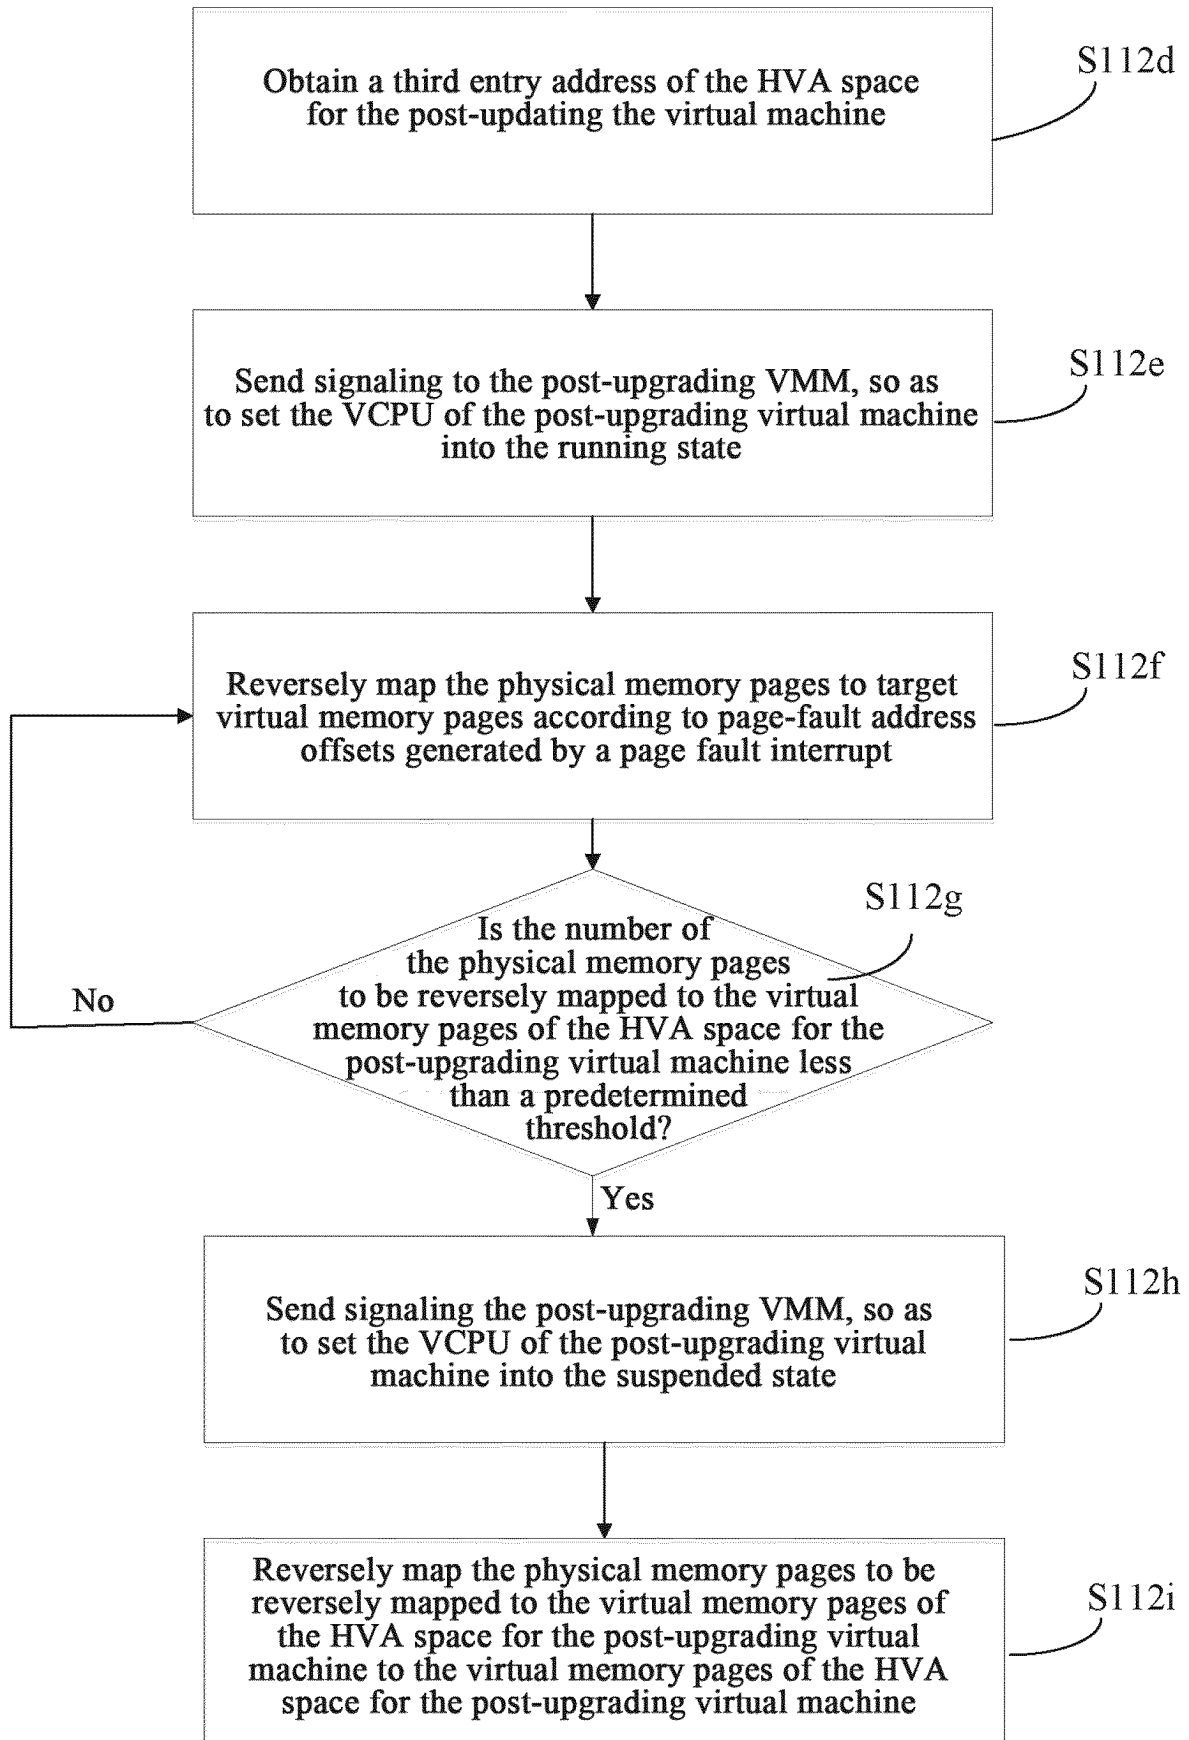 Obtain a third entry address of the HVA space
for the post-updating the virtual machine
S112d
Send signaling to the post-upgrading VMM, so as
to set the VCPU of the post-upgrading virtual machine
into the running state
S112e
Reversely map the physical memory pages to target
virtual memory pages according to page-fault address
offsets generated by a page fault interrupt
S112f
Is the number of
the physical memory pages
to be reversely mapped to the virtual
memory pages of the HVA space for the
post-upgrading virtual machine less
than a predetermined
threshold?
S112g
No
Yes
Send signaling the post-upgrading VMM, so as
to set the VCPU of the post-upgrading virtual
machine into the suspended state
S112h
Reversely map the physical memory pages to be
reversely mapped to the virtual memory pages of
the HVA space for the post-upgrading virtual
machine to the virtual memory pages of the HVA
space for the post-upgrading virtual machine
S112i